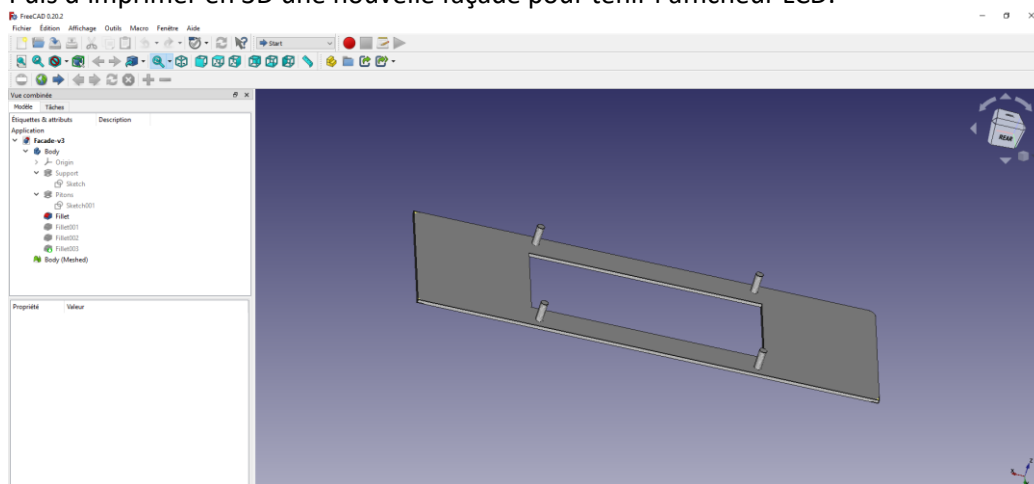 Puis d'imprimer en 3D une nouvelle façade pour tenir l'afficheur LCD.
FreeCAD 0.20.2
Fichier Édition Affichage Outils Macro Fenêtre Aide
Start
Vue combinée
Modèle Tâches
Étiquettes & attributs Description
Application
Facade-v3
Body
Origin
Support
Sketch
Pitons
Sketch001
Fillet
Fillet001
Fillet002
Fillet003
Body (Meshed)
Propriété Valeur
REAR
Z